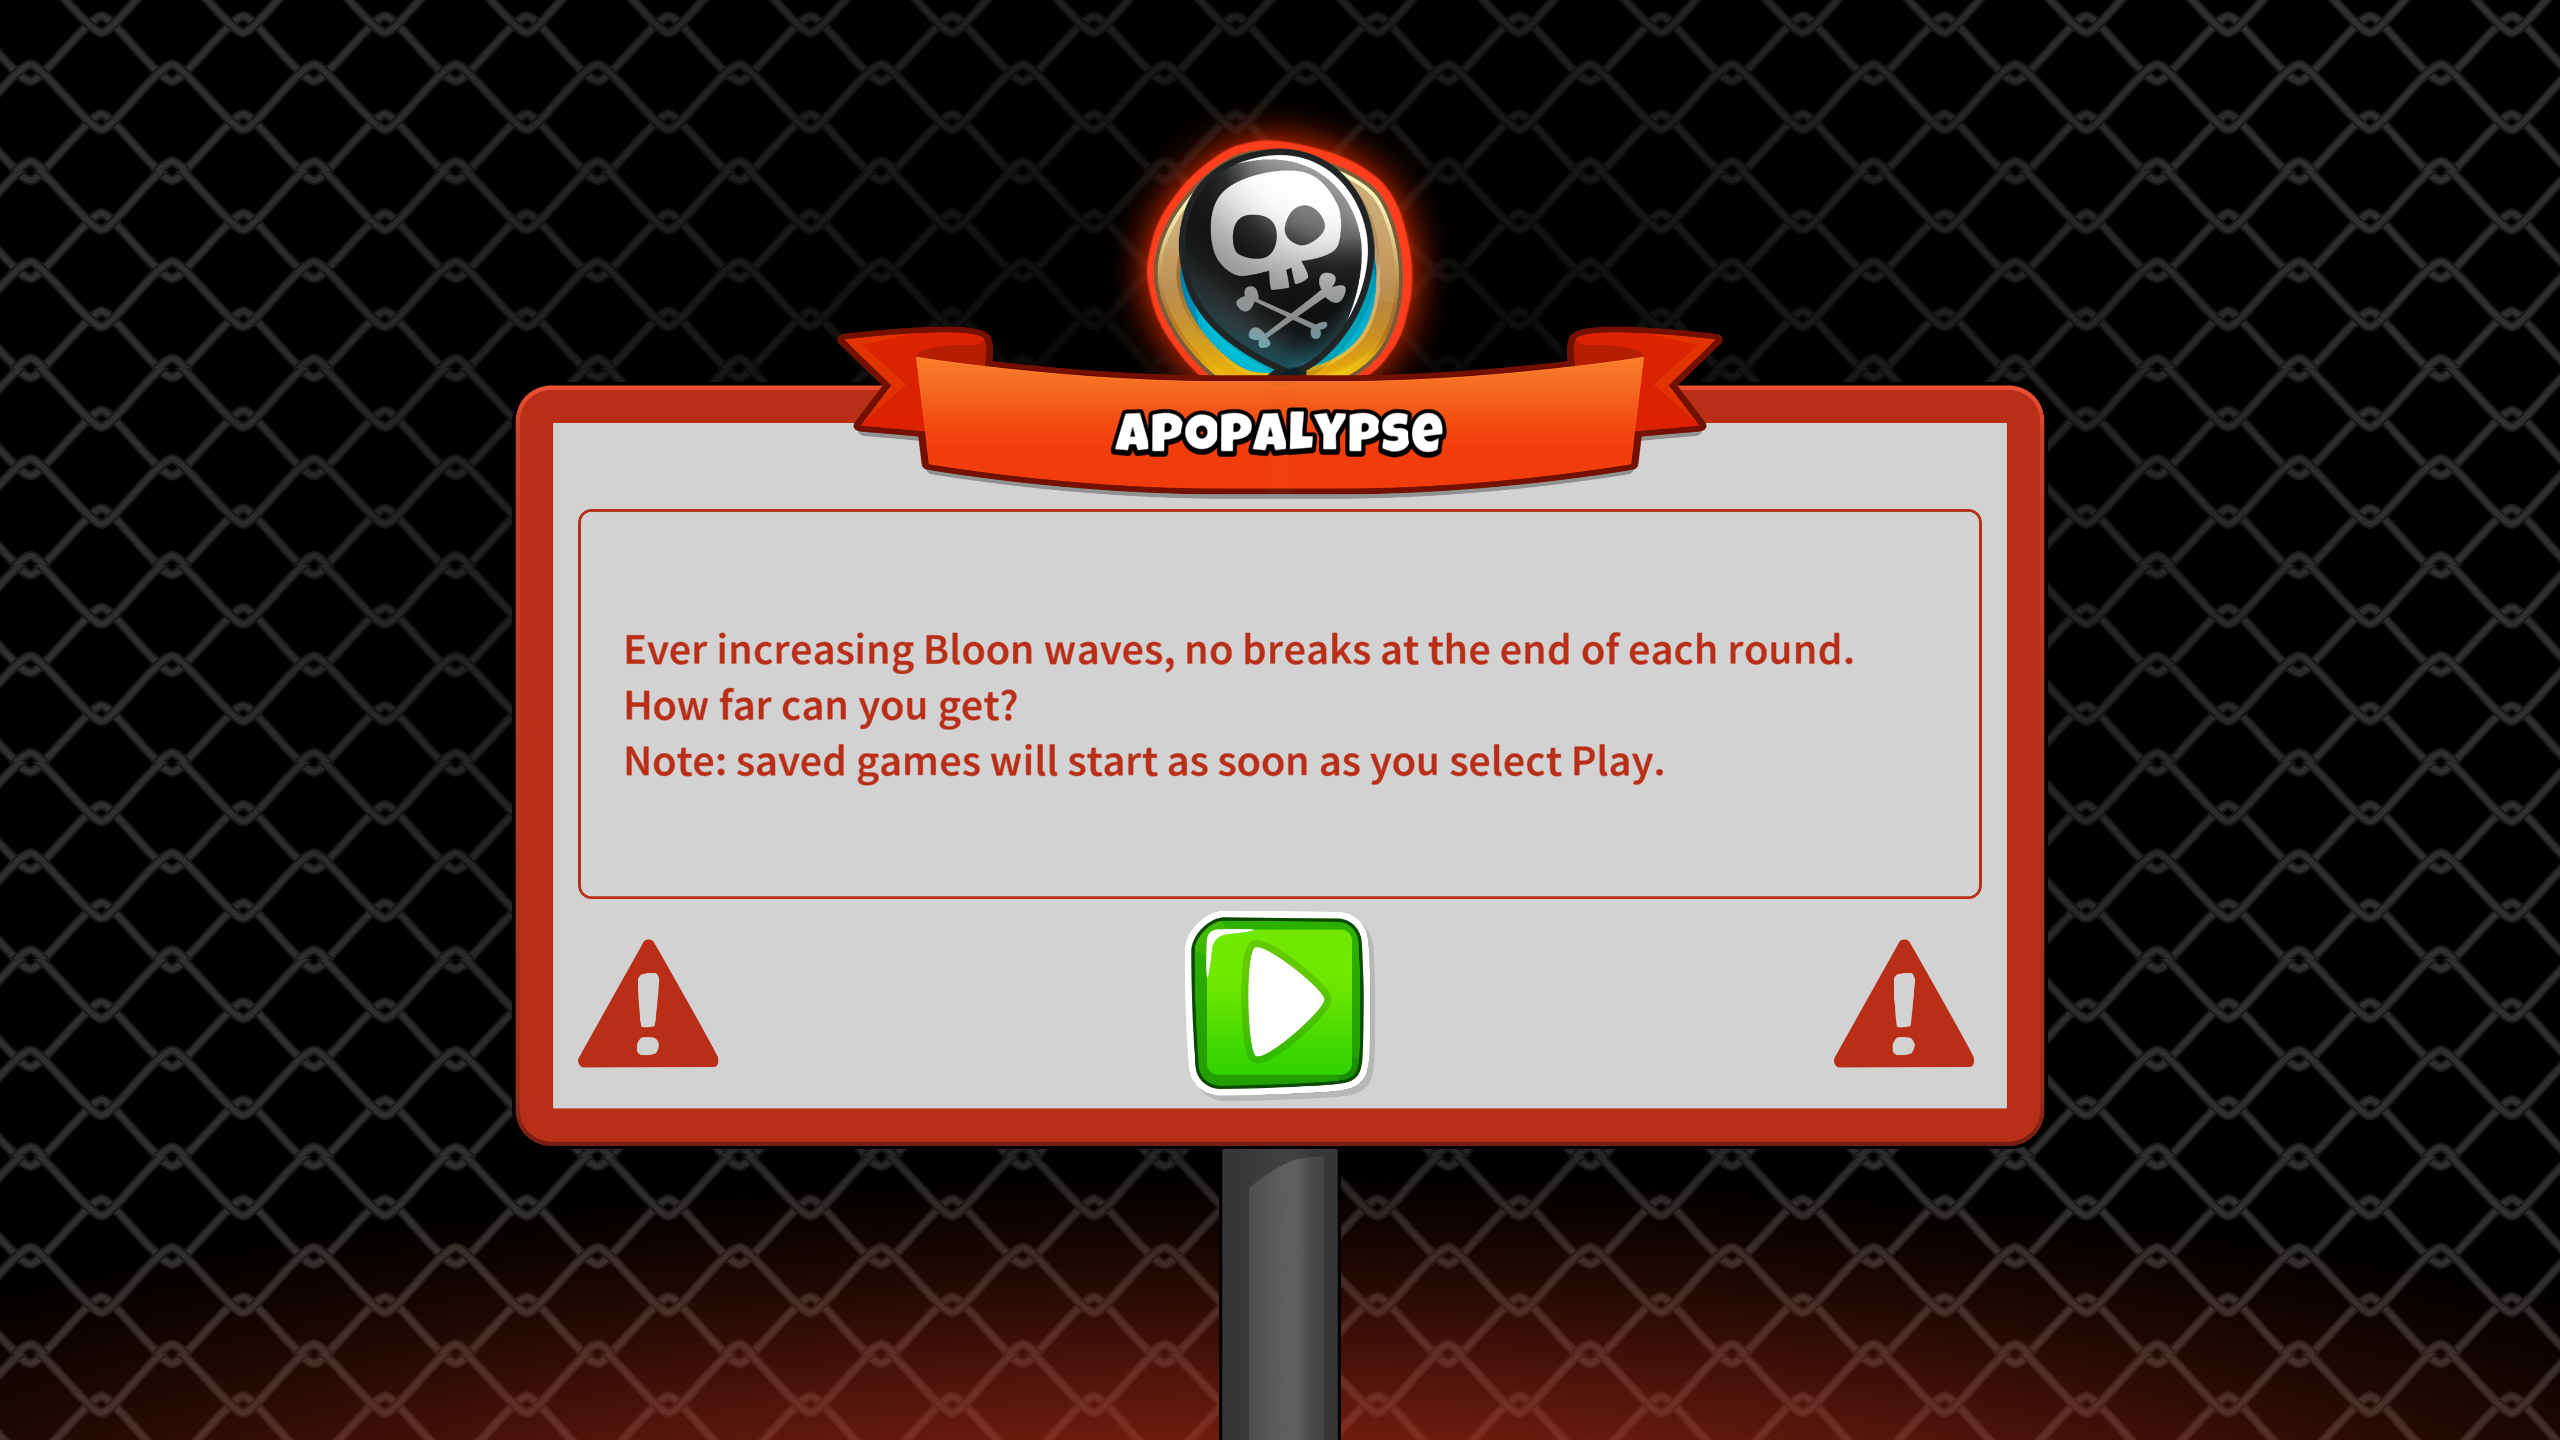 APOPALYPSE
Ever increasing Bloon waves, no breaks at the end of each round.
How far can you get?
Note: saved games will start as soon as you select Play.